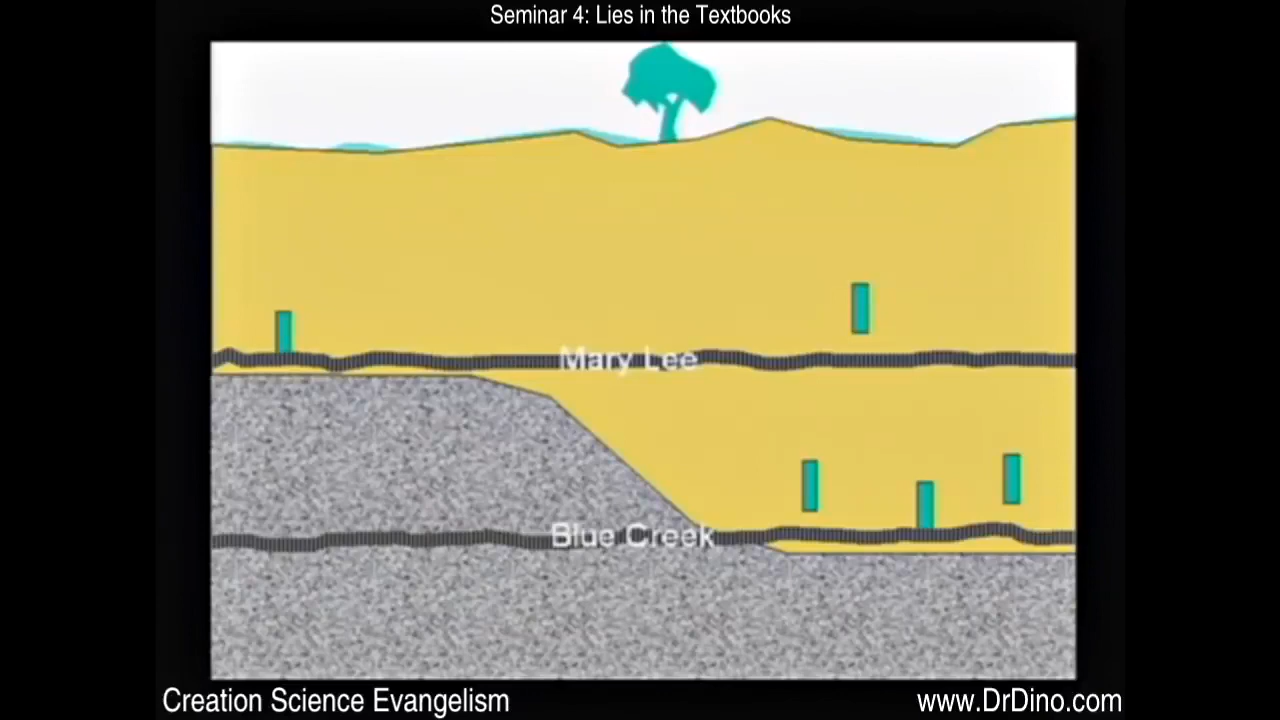 Seminar 4: Lies in the Textbooks
Mary Lee
Blue Creek
Creation Science Evangelism
www.DrDino.com